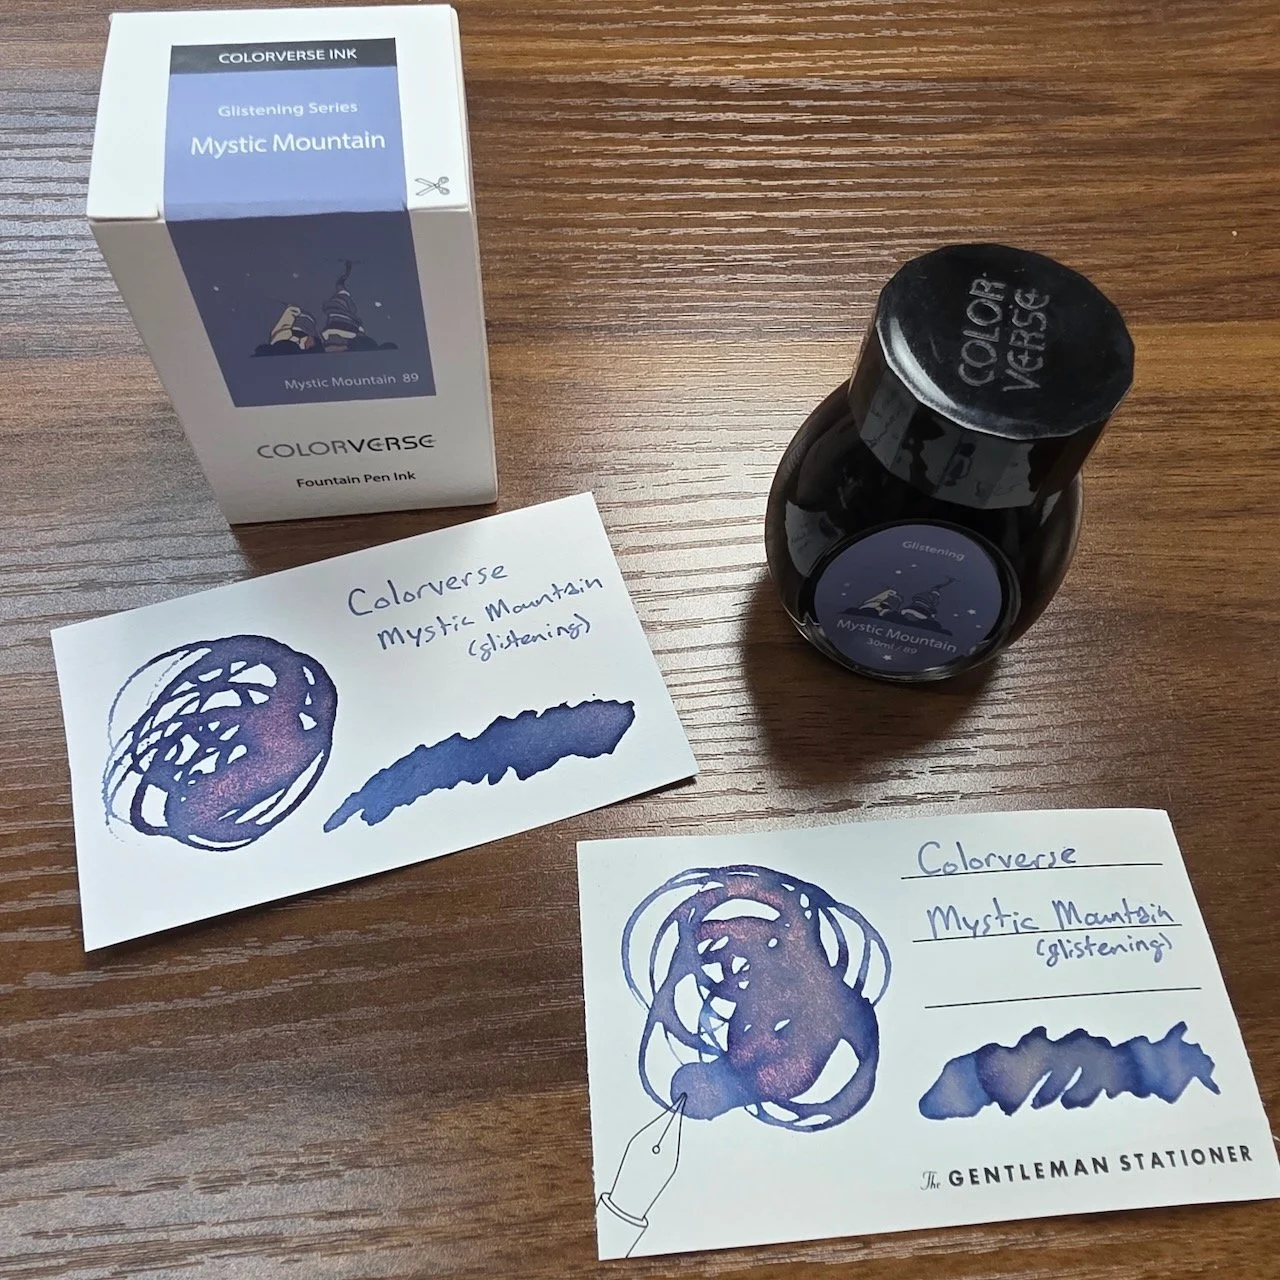 COLORVERSE INK
Glistening Series
Mystic Mountain
Mystic Mountain 89
COLORVERSE
Fountain Pen Ink
COLOR
VERSE
Glistening
Mystic Mountain
30ml / 89
Colorverse
Mystic Mountain
(glistening)
Colorverse
Mystic Mountain
(glistening)
The GENTLEMAN STATIONER